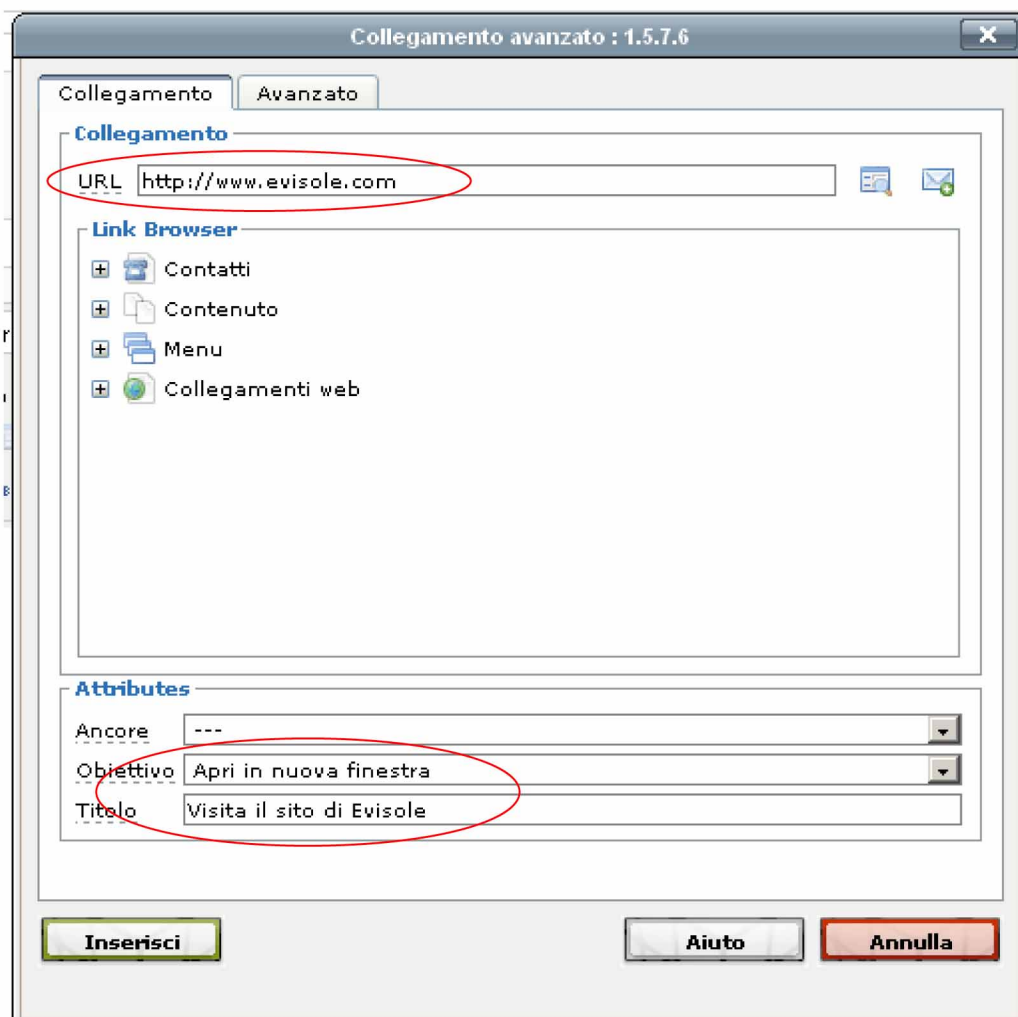 Collegamento avanzato : 1.5.7.6
Collegamento Avanzato
Collegamento
URL http://www.evisole.com
Link Browser
Contatti
Contenuto
Menu
Collegamenti web
Attributes
Ancore ---
Obiettivo Apri in nuova finestra
Titolo Visita il sito di Evisole
Inserisci Aiuto Annulla